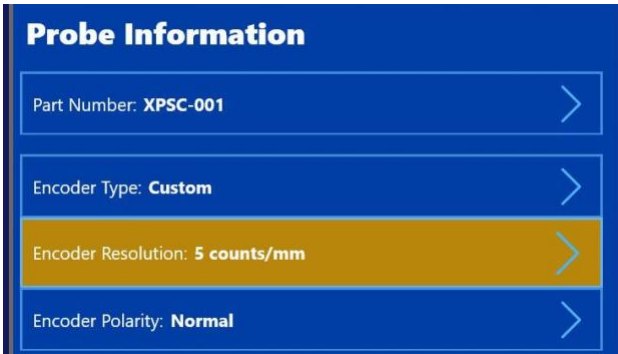 Probe Information
Part Number: XPSC-001
Encoder Type: Custom
Encoder Resolution: 5 counts/mm
Encoder Polarity: Normal